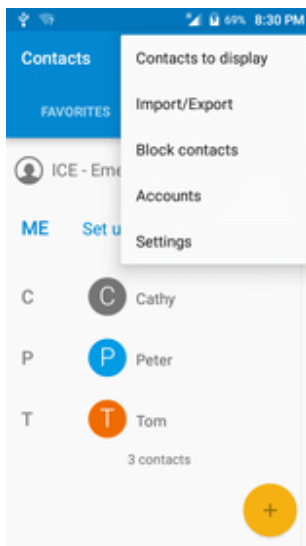 69% 8:30 PM
Contacts
Contacts to display
FAVORITES
Import/Export
Block contacts
ICE - Eme
Accounts
ME Set u
Settings
C C Cathy
P P Peter
T T Tom
3 contacts
+